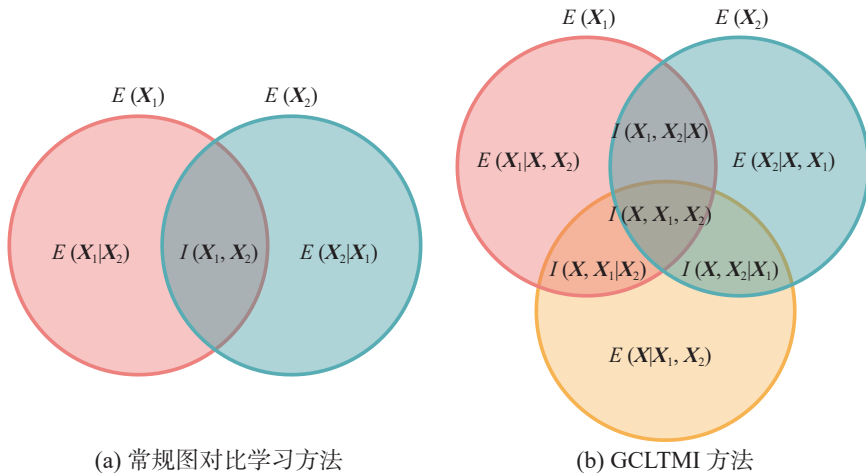 E (X₁)
E (X₂)
E (X₁|X₂)
I (X₁, X₂)
E (X₂|X₁)
(a) 常规图对比学习方法
E (X₁)
E (X₂)
I (X₁, X₂|X)
E (X₁|X, X₂)
E (X₂|X, X₁)
I (X, X₁, X₂)
I (X, X₁|X₂)
I (X, X₂|X₁)
E (X|X₁, X₂)
(b) GCLTMI 方法